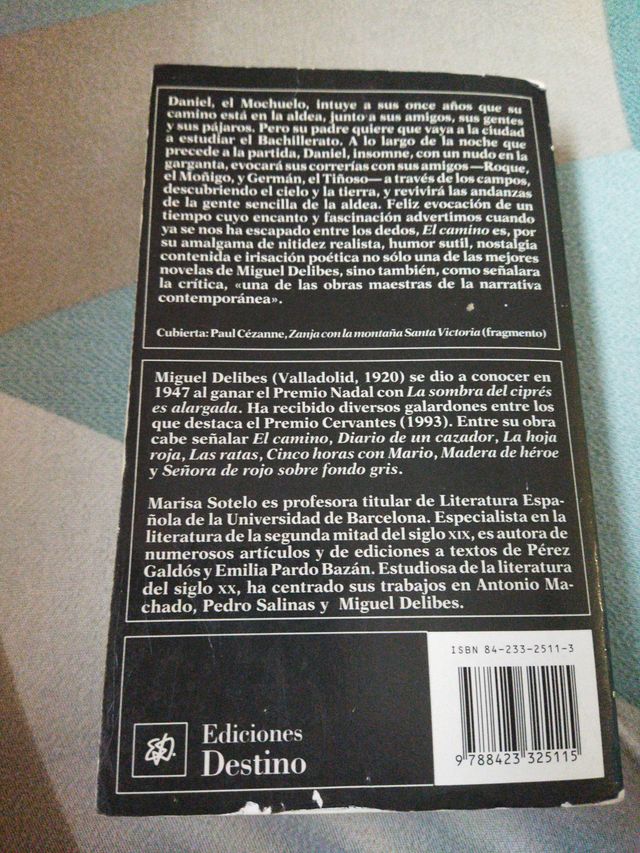 Daniel, el Mochuelo, intuye a sus once años que su
camino está en la aldea, junto a sus amigos, sus gentes
y sus pájaros. Pero su padre quiere que vaya a la ciudad
a estudiar el Bachillerato. A lo largo de la noche que
precede a la partida, Daniel, insomne, con un nudo en la
garganta, evocará sus correrías con sus amigos —Roque,
el Moñigo, y Germán, el Tiñoso— a través de los campos,
descubriendo el cielo y la tierra, y revivirá las andanzas
de la gente sencilla de la aldea. Feliz evocación de un
tiempo cuyo encanto y fascinación advertimos cuando
ya se nos ha escapado entre los dedos, El camino es, por
su amalgama de nitidez realista, humor sutil, nostalgia
contenida e irisación poética no sólo una de las mejores
novelas de Miguel Delibes, sino también, como señalara
la crítica, «una de las obras maestras de la narrativa
contemporánea».
Cubierta: Paul Cézanne, Zanja con la montaña Santa Victoria (fragmento)
Miguel Delibes (Valladolid, 1920) se dio a conocer en
1947 al ganar el Premio Nadal con La sombra del ciprés
es alargada. Ha recibido diversos galardones entre los
que destaca el Premio Cervantes (1993). Entre su obra
cabe señalar El camino, Diario de un cazador, La hoja
roja, Las ratas, Cinco horas con Mario, Madera de héroe
y Señora de rojo sobre fondo gris.
Marisa Sotelo es profesora titular de Literatura Espa-
ñola de la Universidad de Barcelona. Especialista en la
literatura de la segunda mitad del siglo XIX, es autora de
numerosos artículos y de ediciones a textos de Pérez
Galdós y Emilia Pardo Bazán. Estudiosa de la literatura
del siglo XX, ha centrado sus trabajos en Antonio Ma-
chado, Pedro Salinas y Miguel Delibes.
ISBN 84-233-2511-3
9 788423 325115
Ediciones
Destino